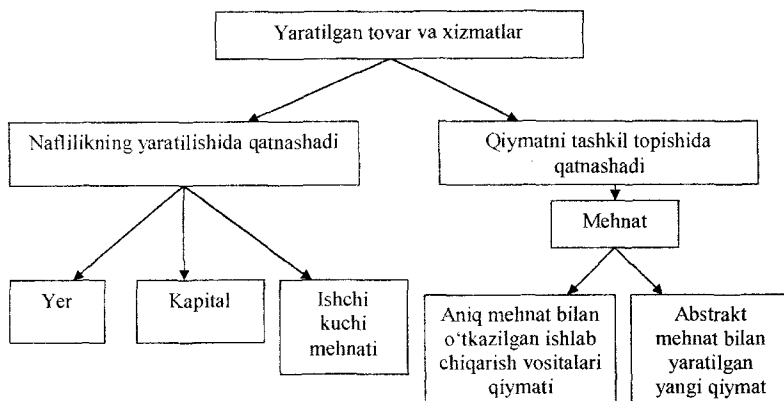 Yaratilgan tovar va xizmatlar
Naflilikning yaratilishida qatnashadi
Qiymatni tashkil topishida
qatnashadi
Mehnat
Yer
Kapital
Ishchi
kuchi
mehnati
Aniq mehnat bilan
o‘tkazilgan ishlab
chiqarish vositalari
qiymati
Abstrakt
mehnat bilan
yaratilgan
yangi qiymat